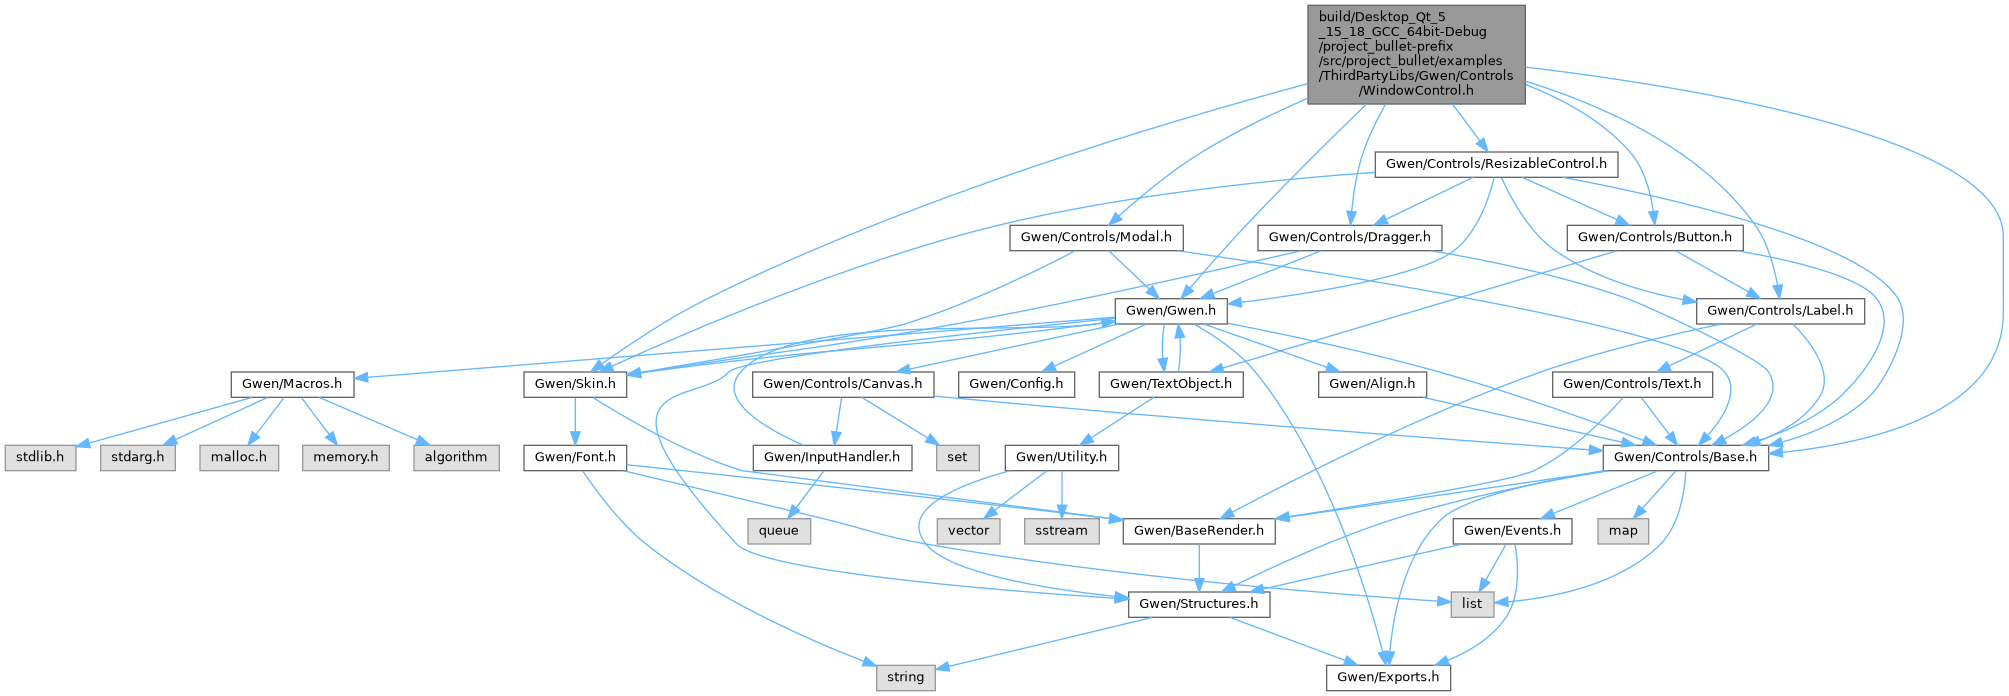 build/Desktop_Qt_5
_15_18_GCC_64bit-Debug
/project_bullet-prefix
/src/project_bullet/examples
/ThirdPartyLibs/Gwen/Controls
/WindowControl.h
Gwen/Controls/ResizableControl.h
Gwen/Controls/Modal.h
Gwen/Controls/Dragger.h
Gwen/Controls/Button.h
Gwen/Gwen.h
Gwen/Controls/Label.h
Gwen/Macros.h
Gwen/Skin.h
Gwen/Controls/Canvas.h
Gwen/Config.h
Gwen/TextObject.h
Gwen/Align.h
Gwen/Controls/Text.h
stdlib.h
stdarg.h
malloc.h
memory.h
algorithm
Gwen/Font.h
Gwen/InputHandler.h
set
Gwen/Utility.h
Gwen/Controls/Base.h
queue
vector
sstream
Gwen/BaseRender.h
Gwen/Events.h
map
Gwen/Structures.h
list
string
Gwen/Exports.h